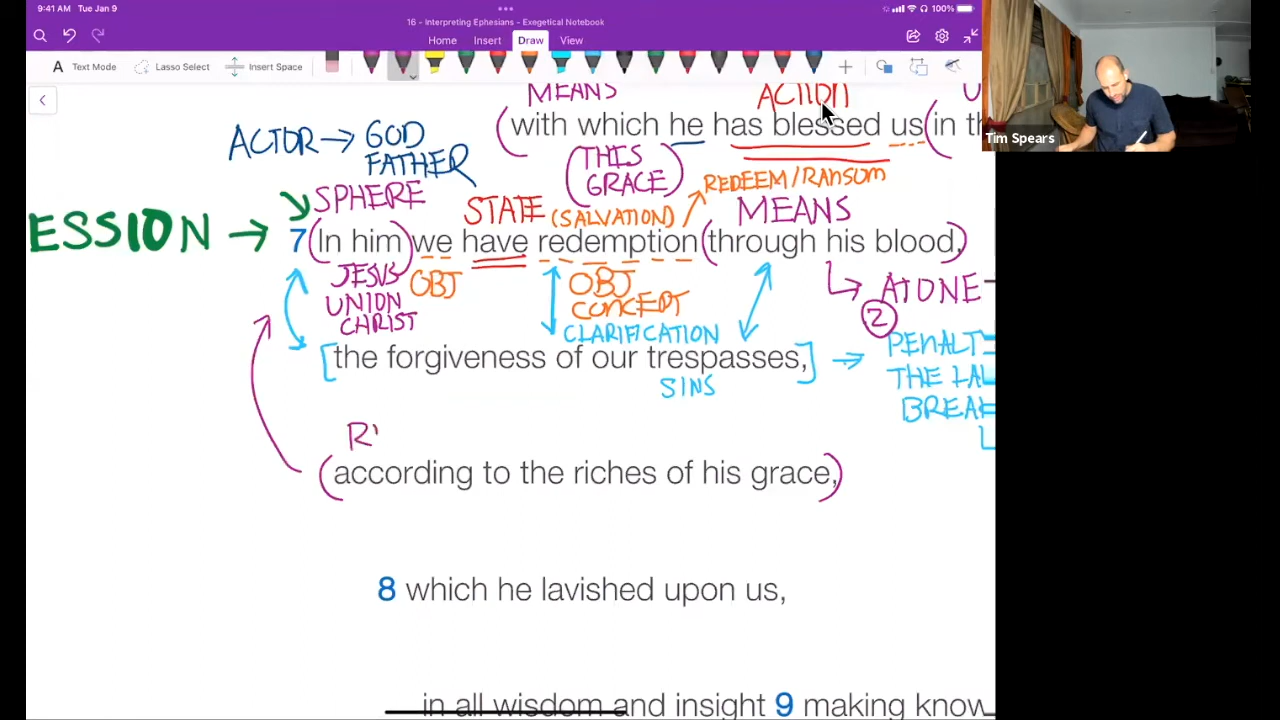 9:41 AM Tue Jan 9
100%
16 - Interpreting Ephesians - Exegetical Notebook
Home Insert Draw View
A Text Mode Lasso Select Insert Space
Tim Spears
MEANS ACTION
(with which he has blessed us (in th
ACTOR → GOD FATHER
(THIS GRACE)
REDEEM/RANSOM
SPHERE STATE (SALVATION) MEANS
ESSION → 7 (In him) we have redemption (through his blood,)
JESUS UNION CHRIST OBJ OBJ CONCEPT
ATONE
2
CLARIFICATION
[the forgiveness of our trespasses,] → PENALT
SINS THE LA
BREA
R
(according to the riches of his grace,)
8 which he lavished upon us,
in all wisdom and insight 9 making know